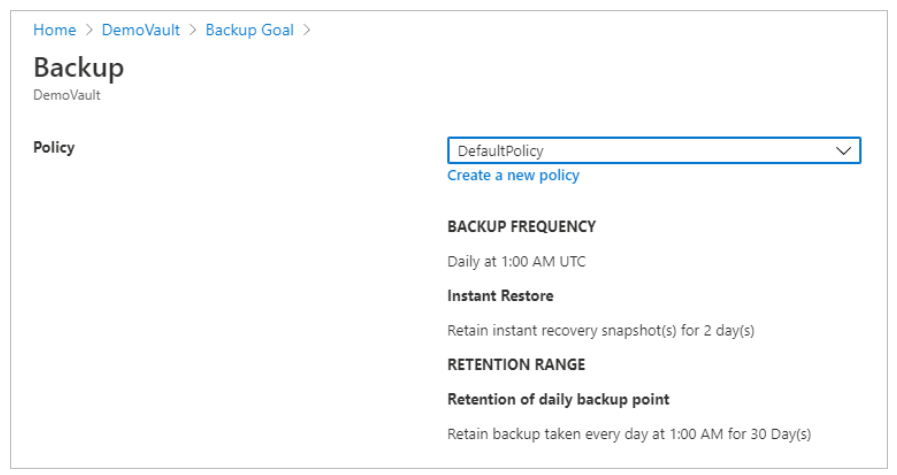 Home > DemoVault > Backup Goal >
Backup
DemoVault
Policy
DefaultPolicy
Create a new policy
BACKUP FREQUENCY
Daily at 1:00 AM UTC
Instant Restore
Retain instant recovery snapshot(s) for 2 day(s)
RETENTION RANGE
Retention of daily backup point
Retain backup taken every day at 1:00 AM for 30 Day(s)